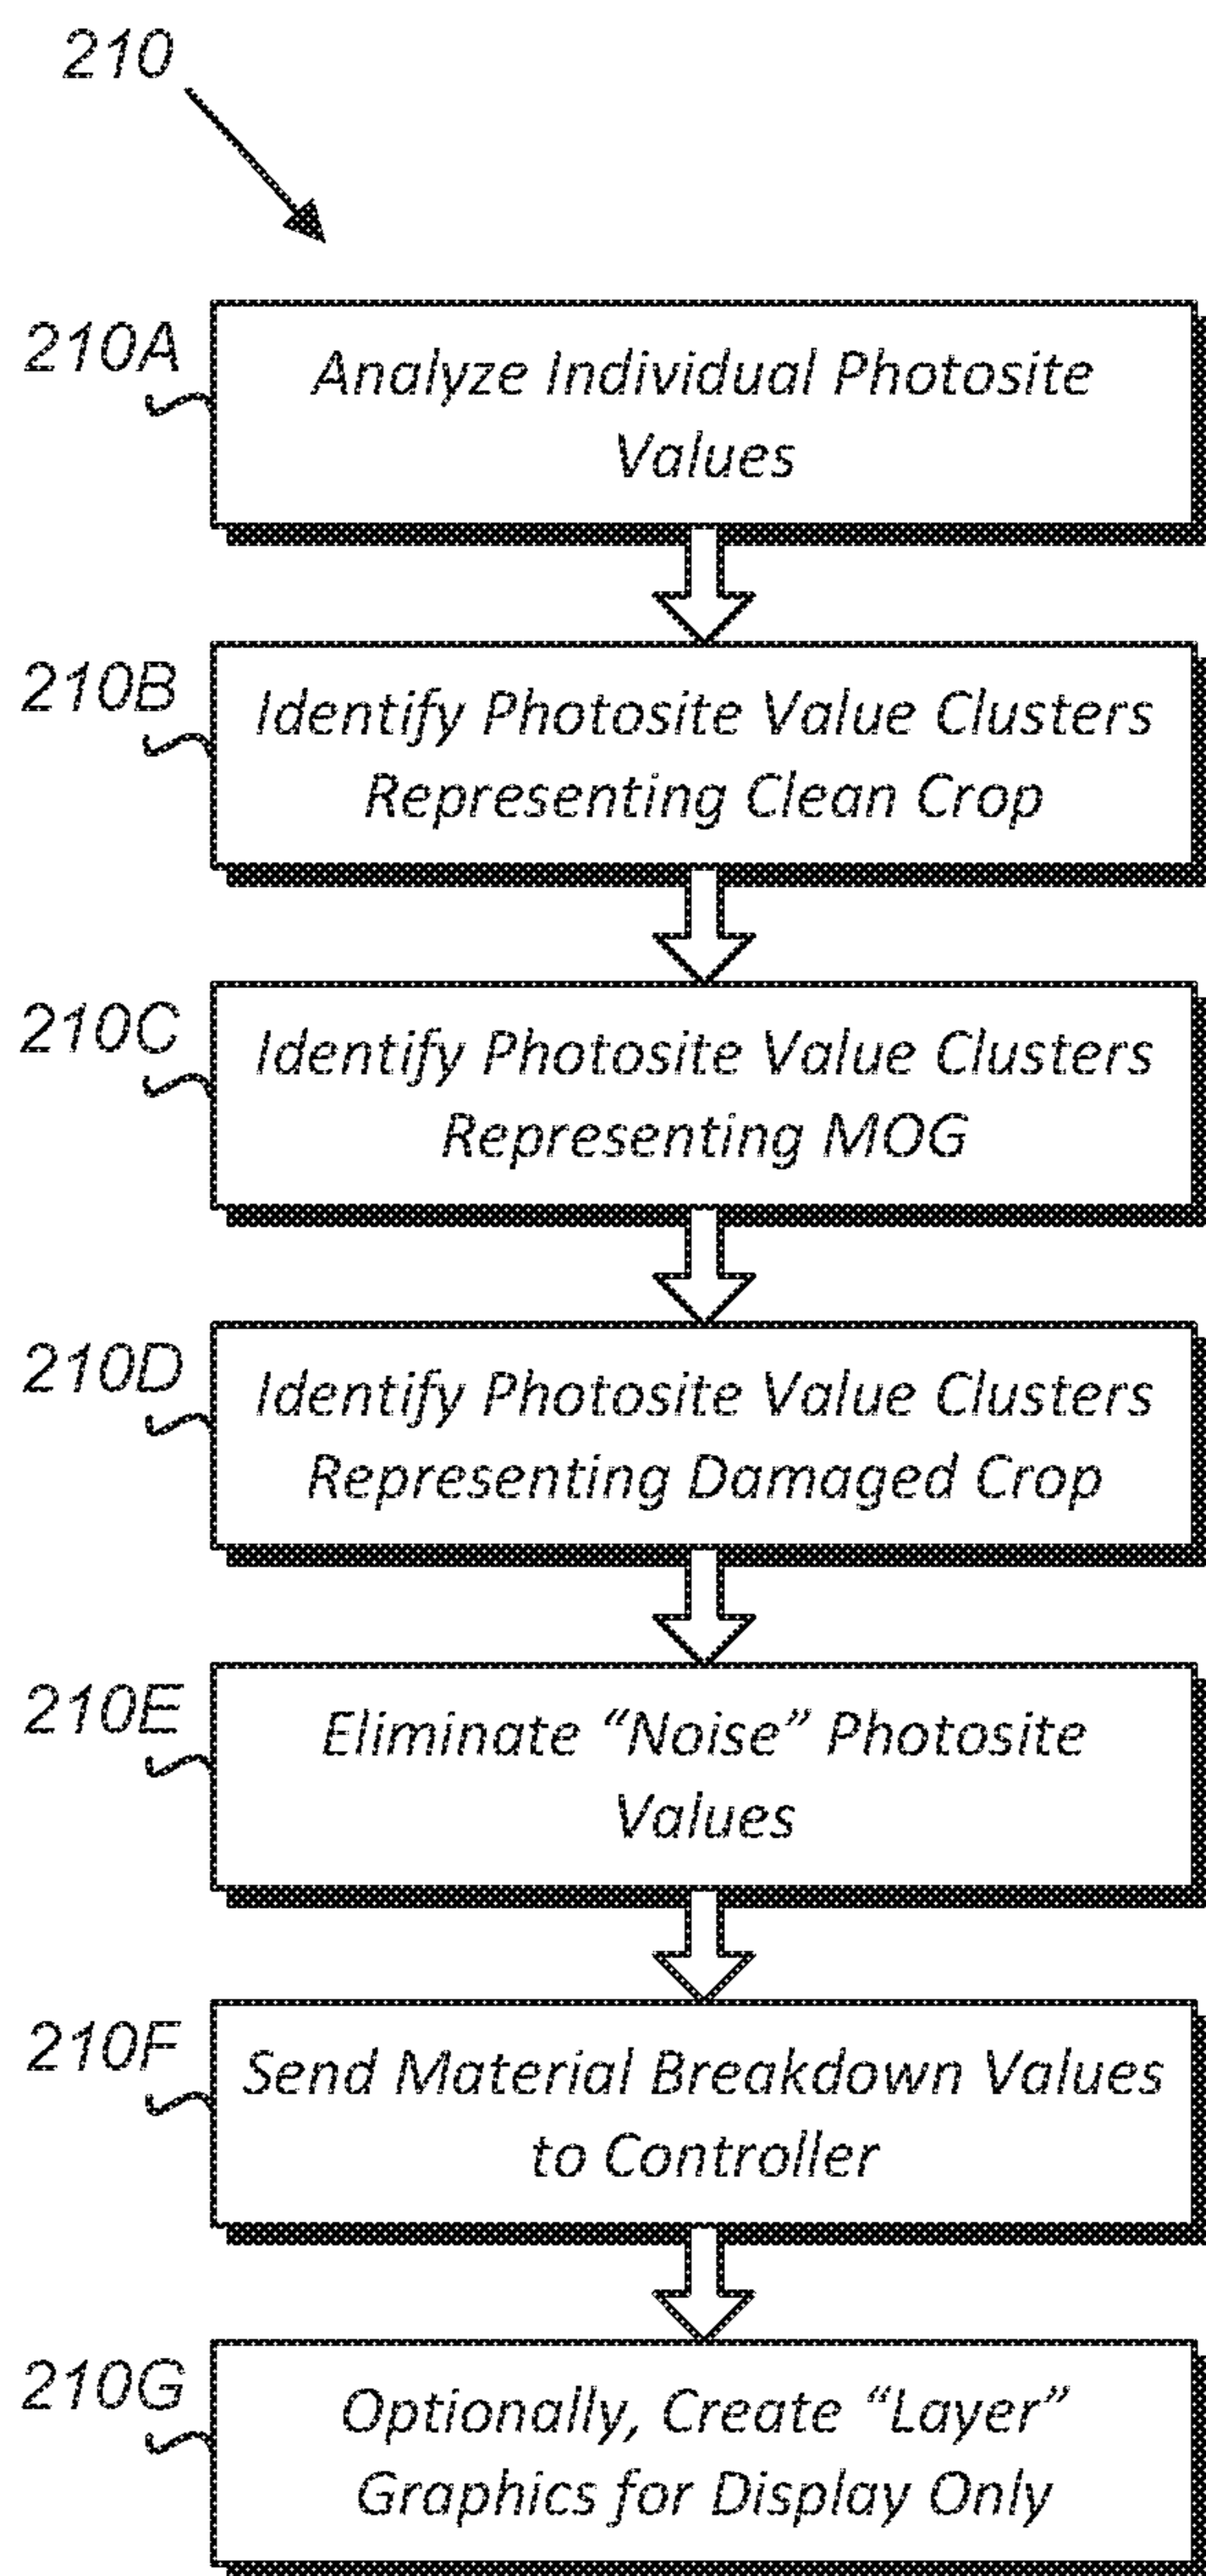 210
210A
Analyze Individual Photosite
Values
210B
Identify Photosite Value Clusters
Representing Clean Crop
210C
Identify Photosite Value Clusters
Representing MOG
210D
Identify Photosite Value Clusters
Representing Damaged Crop
210E
Eliminate “Noise” Photosite
Values
210F
Send Material Breakdown Values
to Controller
210G
Optionally, Create “Layer”
Graphics for Display Only